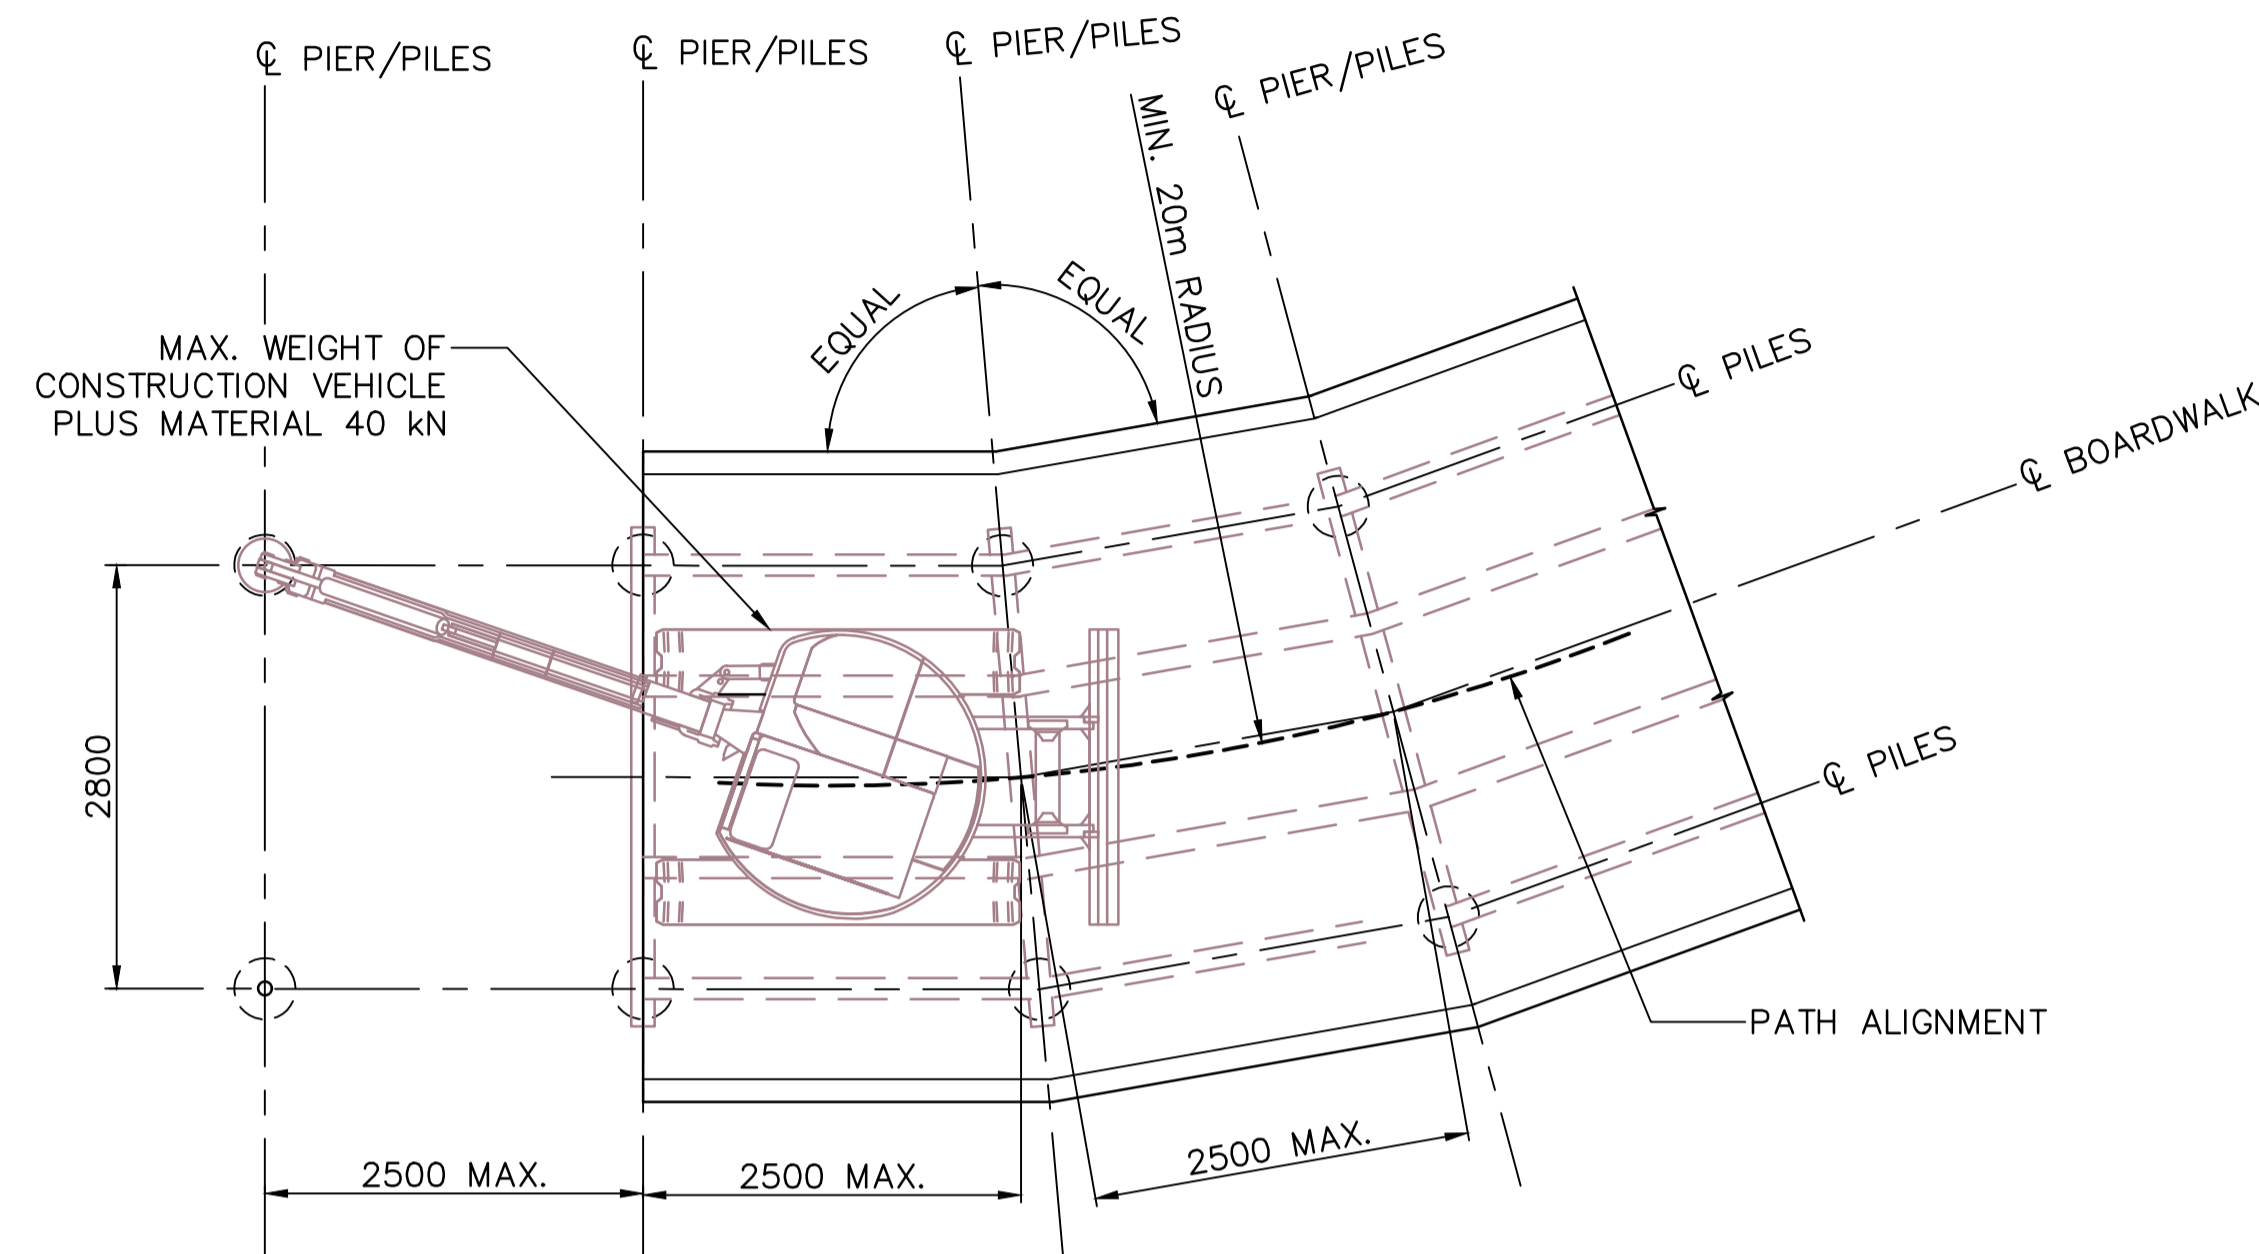 ℄ PIER/PILES
℄ PIER/PILES
℄ PIER/PILES
℄ PIER/PILES
MIN. 20m RADIUS
EQUAL
EQUAL
MAX. WEIGHT OF
CONSTRUCTION VEHICLE
PLUS MATERIAL 40 kN
℄ PILES
℄ BOARDWALK
℄ PILES
2800
PATH ALIGNMENT
2500 MAX.
2500 MAX.
2500 MAX.